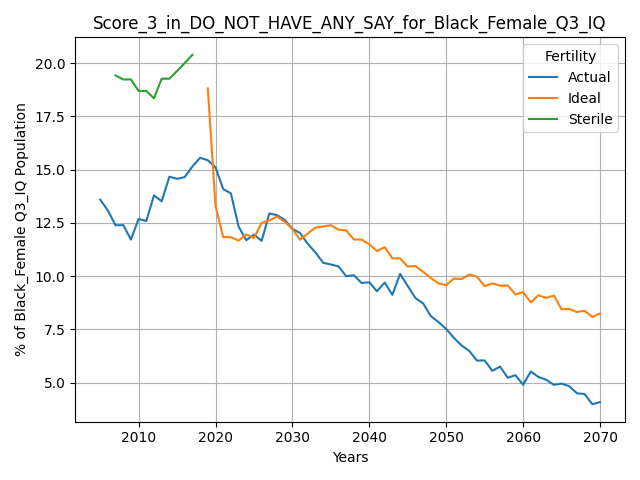 Score_3_in_DO_NOT_HAVE_ANY_SAY_for_Black_Female_Q3_IQ
Fertility
Actual
Ideal
Sterile
% of Black_Female Q3_IQ Population
20.0
17.5
15.0
12.5
10.0
7.5
5.0
2010 2020 2030 2040 2050 2060 2070
Years